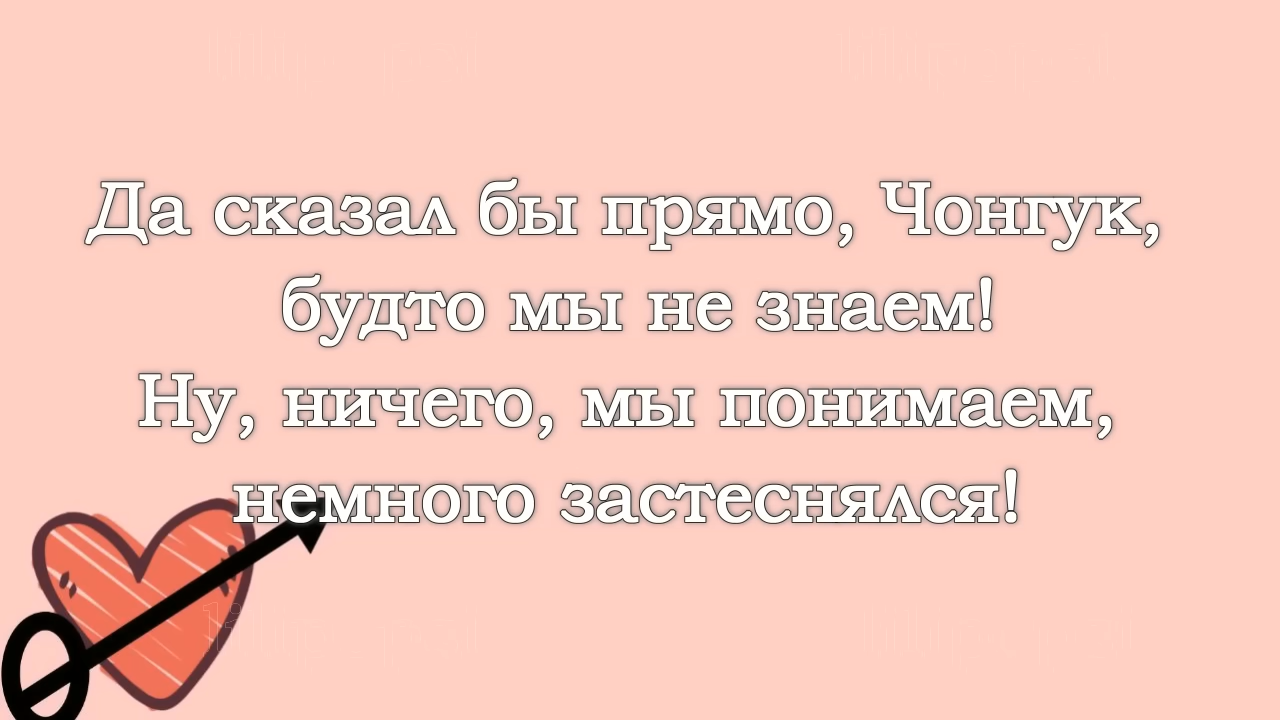 Да сказал бы прямо, Чонгук,
будто мы не знаем!
Ну, ничего, мы понимаем,
немного застеснялся!